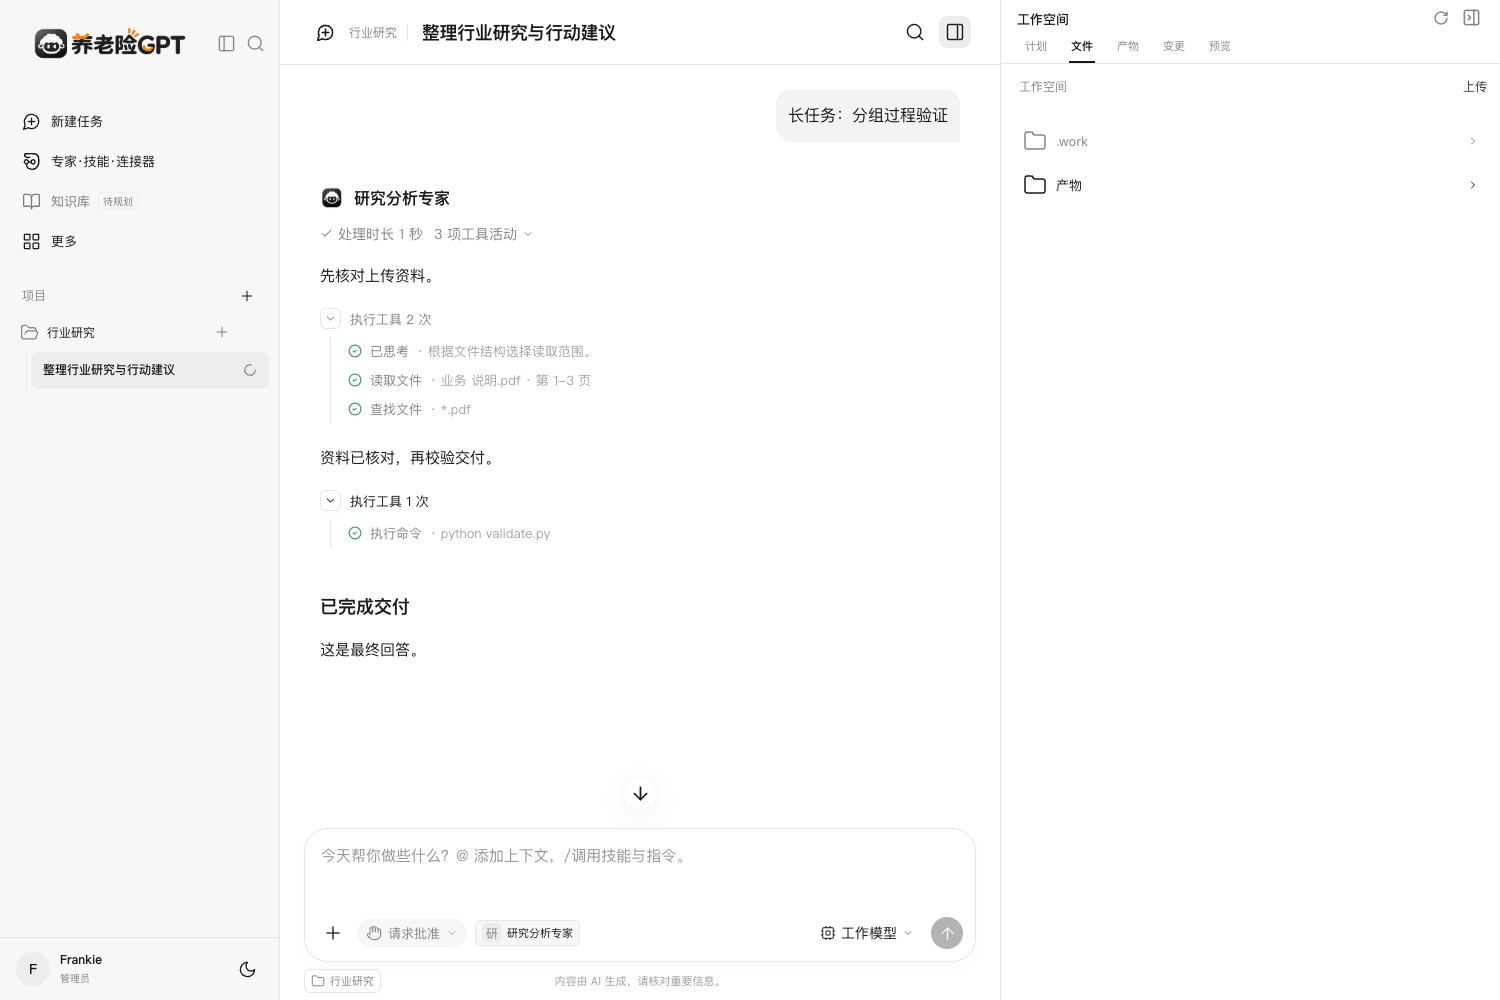 养老险GPT
新建任务
专家·技能·连接器
知识库 待规划
更多
项目
行业研究
整理行业研究与行动建议
F
Frankie
管理员
行业研究
整理行业研究与行动建议
长任务：分组过程验证
研究分析专家
处理时长 1 秒 3 项工具活动
先核对上传资料。
执行工具 2 次
已思考 · 根据文件结构选择读取范围。
读取文件 · 业务 说明.pdf · 第 1–3 页
查找文件 · *.pdf
资料已核对，再校验交付。
执行工具 1 次
执行命令 · python validate.py
已完成交付
这是最终回答。
今天帮你做些什么？@ 添加上下文，/调用技能与指令。
请求批准
研 研究分析专家
工作模型
行业研究
内容由 AI 生成，请核对重要信息。
工作空间
计划 文件 产物 变更 预览
工作空间 上传
.work
产物